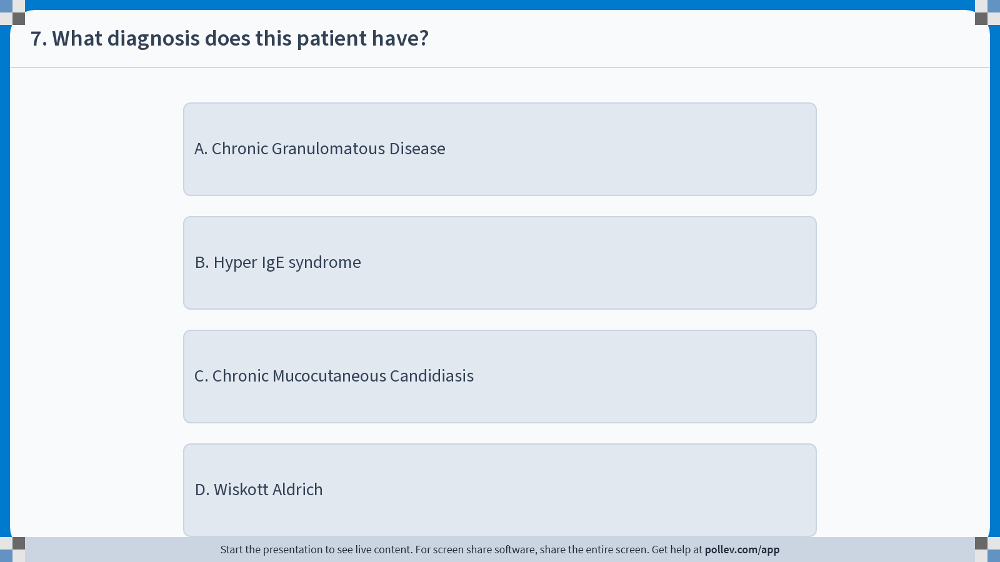 7. What diagnosis does this patient have?
A. Chronic Granulomatous Disease
B. Hyper IgE syndrome
C. Chronic Mucocutaneous Candidiasis
D. Wiskott Aldrich
Start the presentation to see live content. For screen share software, share the entire screen. Get help at pollev.com/app